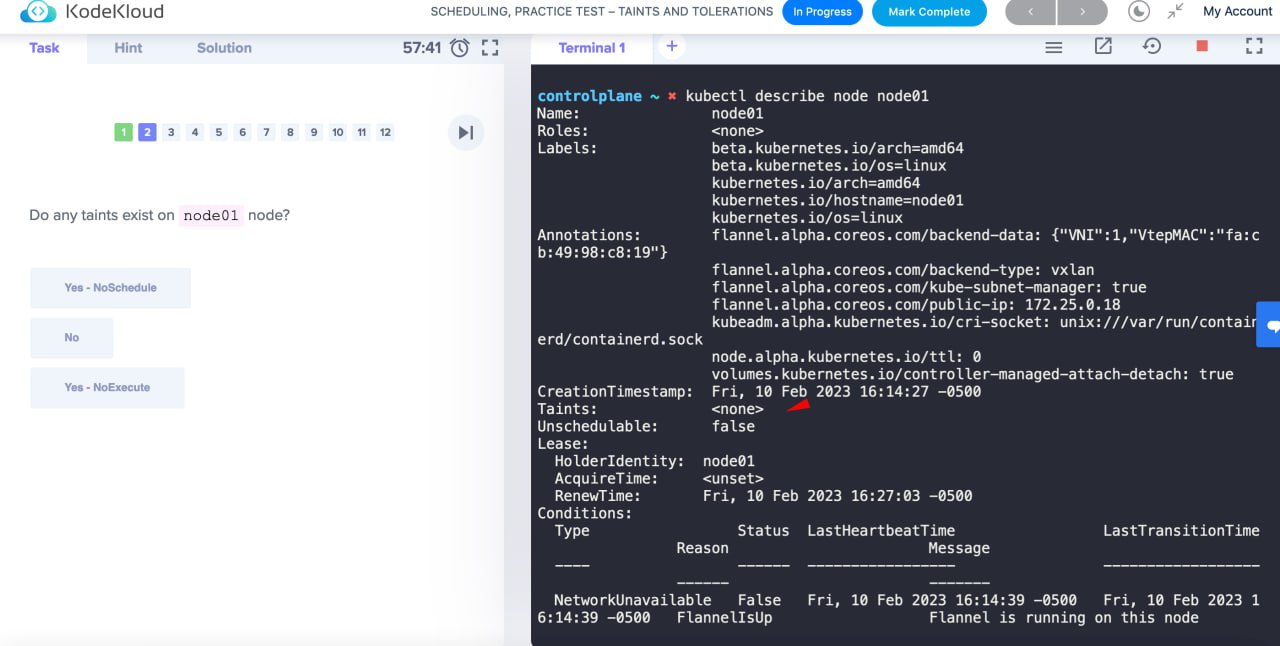 KodeKloud
SCHEDULING, PRACTICE TEST – TAINTS AND TOLERATIONS
In Progress
Mark Complete
My Account
Task
Hint
Solution
57:41
1 2 3 4 5 6 7 8 9 10 11 12
Do any taints exist on node01 node?
Yes - NoSchedule
No
Yes - NoExecute
Terminal 1
+
controlplane ~ ✖ kubectl describe node node01
Name: node01
Roles: <none>
Labels: beta.kubernetes.io/arch=amd64
beta.kubernetes.io/os=linux
kubernetes.io/arch=amd64
kubernetes.io/hostname=node01
kubernetes.io/os=linux
Annotations: flannel.alpha.coreos.com/backend-data: {"VNI":1,"VtepMAC":"fa:c
b:49:98:c8:19"}
flannel.alpha.coreos.com/backend-type: vxlan
flannel.alpha.coreos.com/kube-subnet-manager: true
flannel.alpha.coreos.com/public-ip: 172.25.0.18
kubeadm.alpha.kubernetes.io/cri-socket: unix:///var/run/contain
erd/containerd.sock
node.alpha.kubernetes.io/ttl: 0
volumes.kubernetes.io/controller-managed-attach-detach: true
CreationTimestamp: Fri, 10 Feb 2023 16:14:27 -0500
Taints: <none>
Unschedulable: false
Lease:
HolderIdentity: node01
AcquireTime: <unset>
RenewTime: Fri, 10 Feb 2023 16:27:03 -0500
Conditions:
Type Status LastHeartbeatTime LastTransitionTime
Reason Message
---- ------ ----------------- ------------------
------ -------
NetworkUnavailable False Fri, 10 Feb 2023 16:14:39 -0500 Fri, 10 Feb 2023 1
6:14:39 -0500 FlannelIsUp Flannel is running on this node